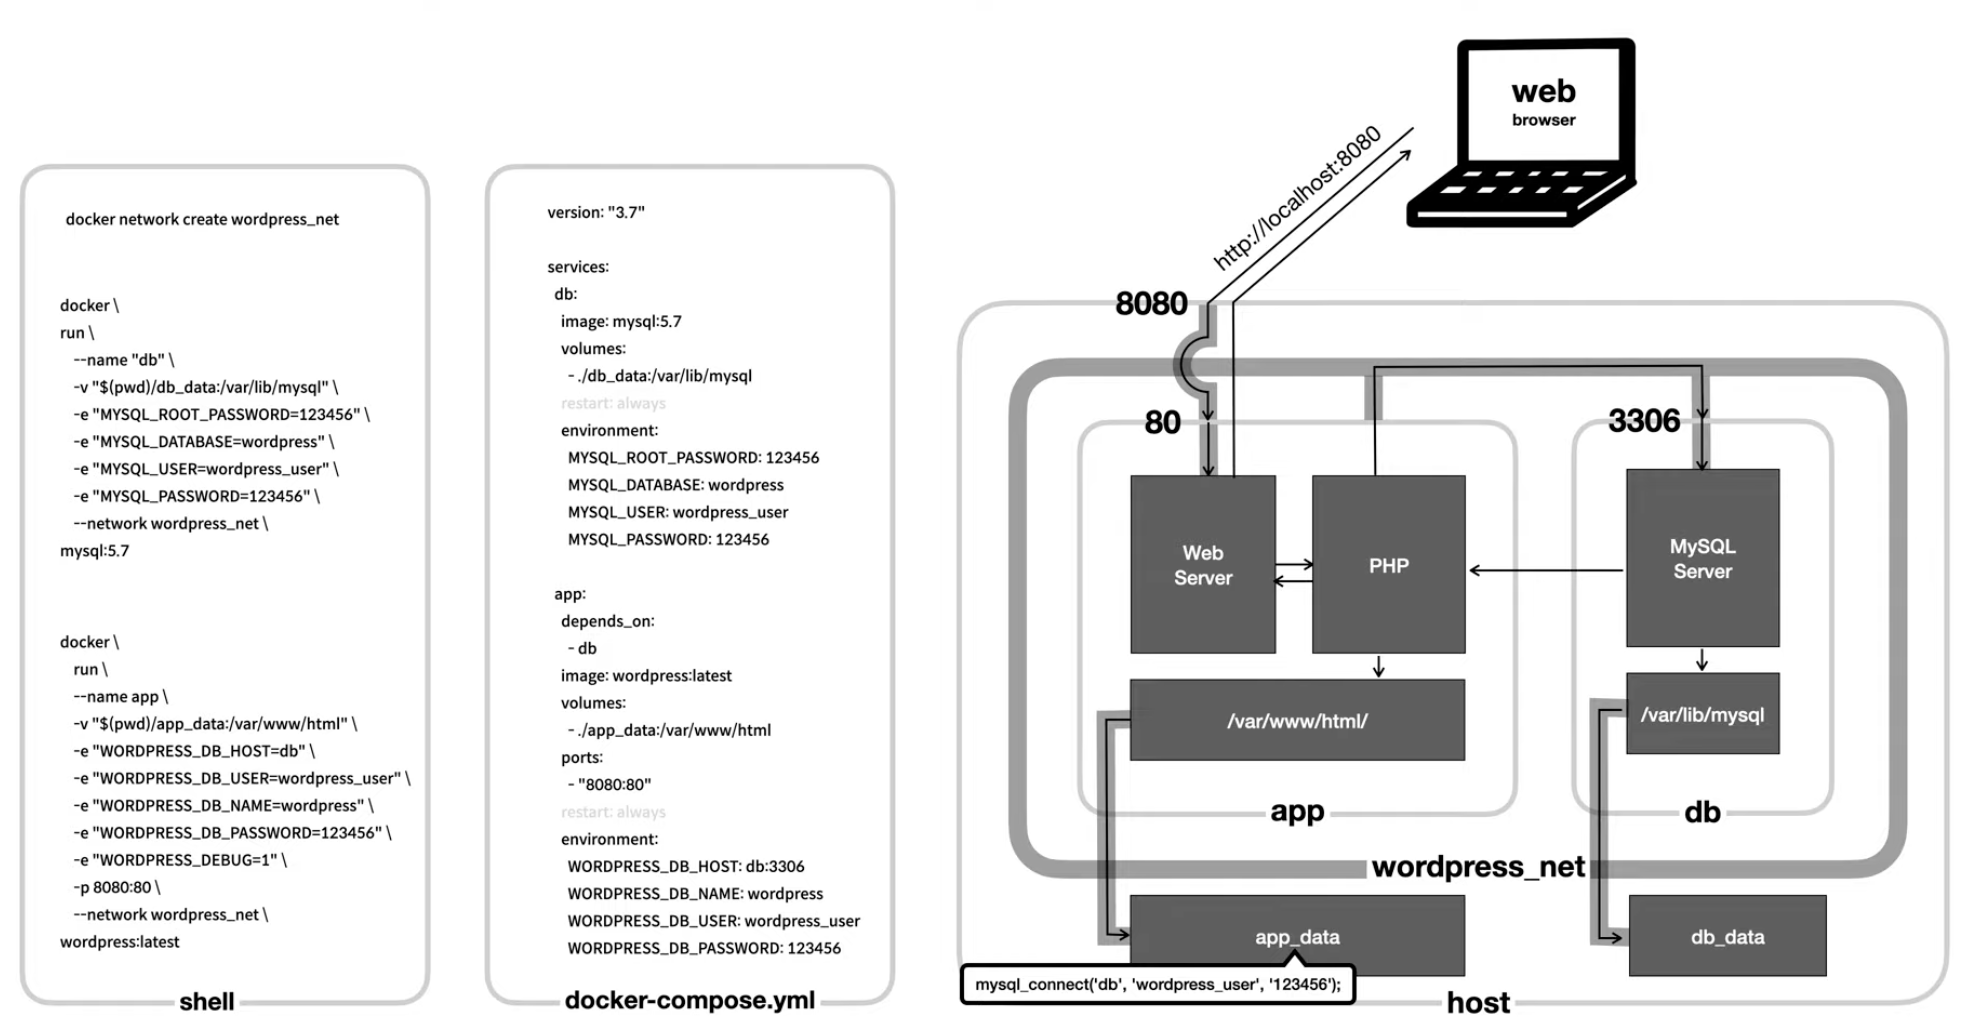 docker network create wordpress_net
docker \
run \
--name "db" \
-v "$(pwd)/db_data:/var/lib/mysql" \
-e "MYSQL_ROOT_PASSWORD=123456" \
-e "MYSQL_DATABASE=wordpress" \
-e "MYSQL_USER=wordpress_user" \
-e "MYSQL_PASSWORD=123456" \
--network wordpress_net \
mysql:5.7
docker \
run \
--name app \
-v "$(pwd)/app_data:/var/www/html" \
-e "WORDPRESS_DB_HOST=db" \
-e "WORDPRESS_DB_USER=wordpress_user" \
-e "WORDPRESS_DB_NAME=wordpress" \
-e "WORDPRESS_DB_PASSWORD=123456" \
-e "WORDPRESS_DEBUG=1" \
-p 8080:80 \
--network wordpress_net \
wordpress:latest
shell
version: "3.7"
services:
db:
image: mysql:5.7
volumes:
- ./db_data:/var/lib/mysql
restart: always
environment:
MYSQL_ROOT_PASSWORD: 123456
MYSQL_DATABASE: wordpress
MYSQL_USER: wordpress_user
MYSQL_PASSWORD: 123456
app:
depends_on:
- db
image: wordpress:latest
volumes:
- ./app_data:/var/www/html
ports:
- "8080:80"
restart: always
environment:
WORDPRESS_DB_HOST: db:3306
WORDPRESS_DB_NAME: wordpress
WORDPRESS_DB_USER: wordpress_user
WORDPRESS_DB_PASSWORD: 123456
docker-compose.yml
web
browser
http://localhost:8080
8080
80
3306
Web
Server
PHP
MySQL
Server
/var/www/html/
/var/lib/mysql
app
db
wordpress_net
app_data
db_data
mysql_connect('db', 'wordpress_user', '123456');
host